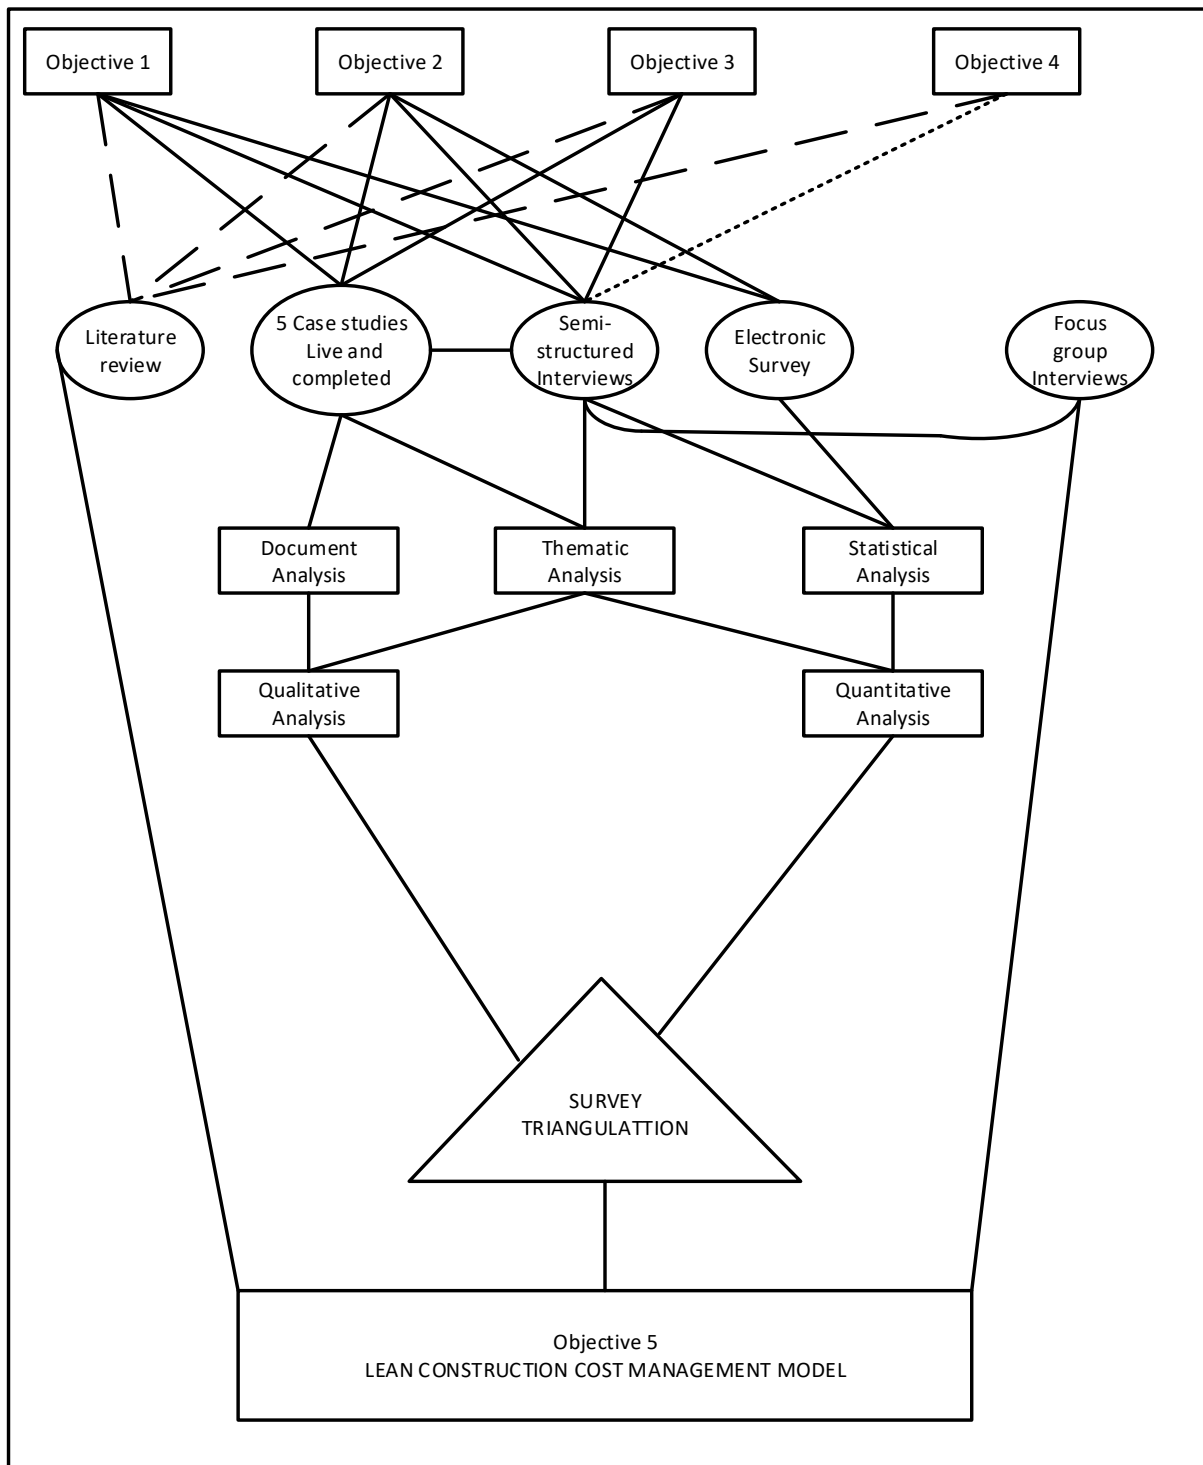 Objective 1
Objective 2
Objective 3
Objective 4
Literature
review
5 Case studies
Live and
completed
Semi-
structured
Interviews
Electronic
Survey
Focus
group
Interviews
Document
Analysis
Thematic
Analysis
Statistical
Analysis
Qualitative
Analysis
Quantitative
Analysis
SURVEY
TRIANGULATTION
Objective 5
LEAN CONSTRUCTION COST MANAGEMENT MODEL